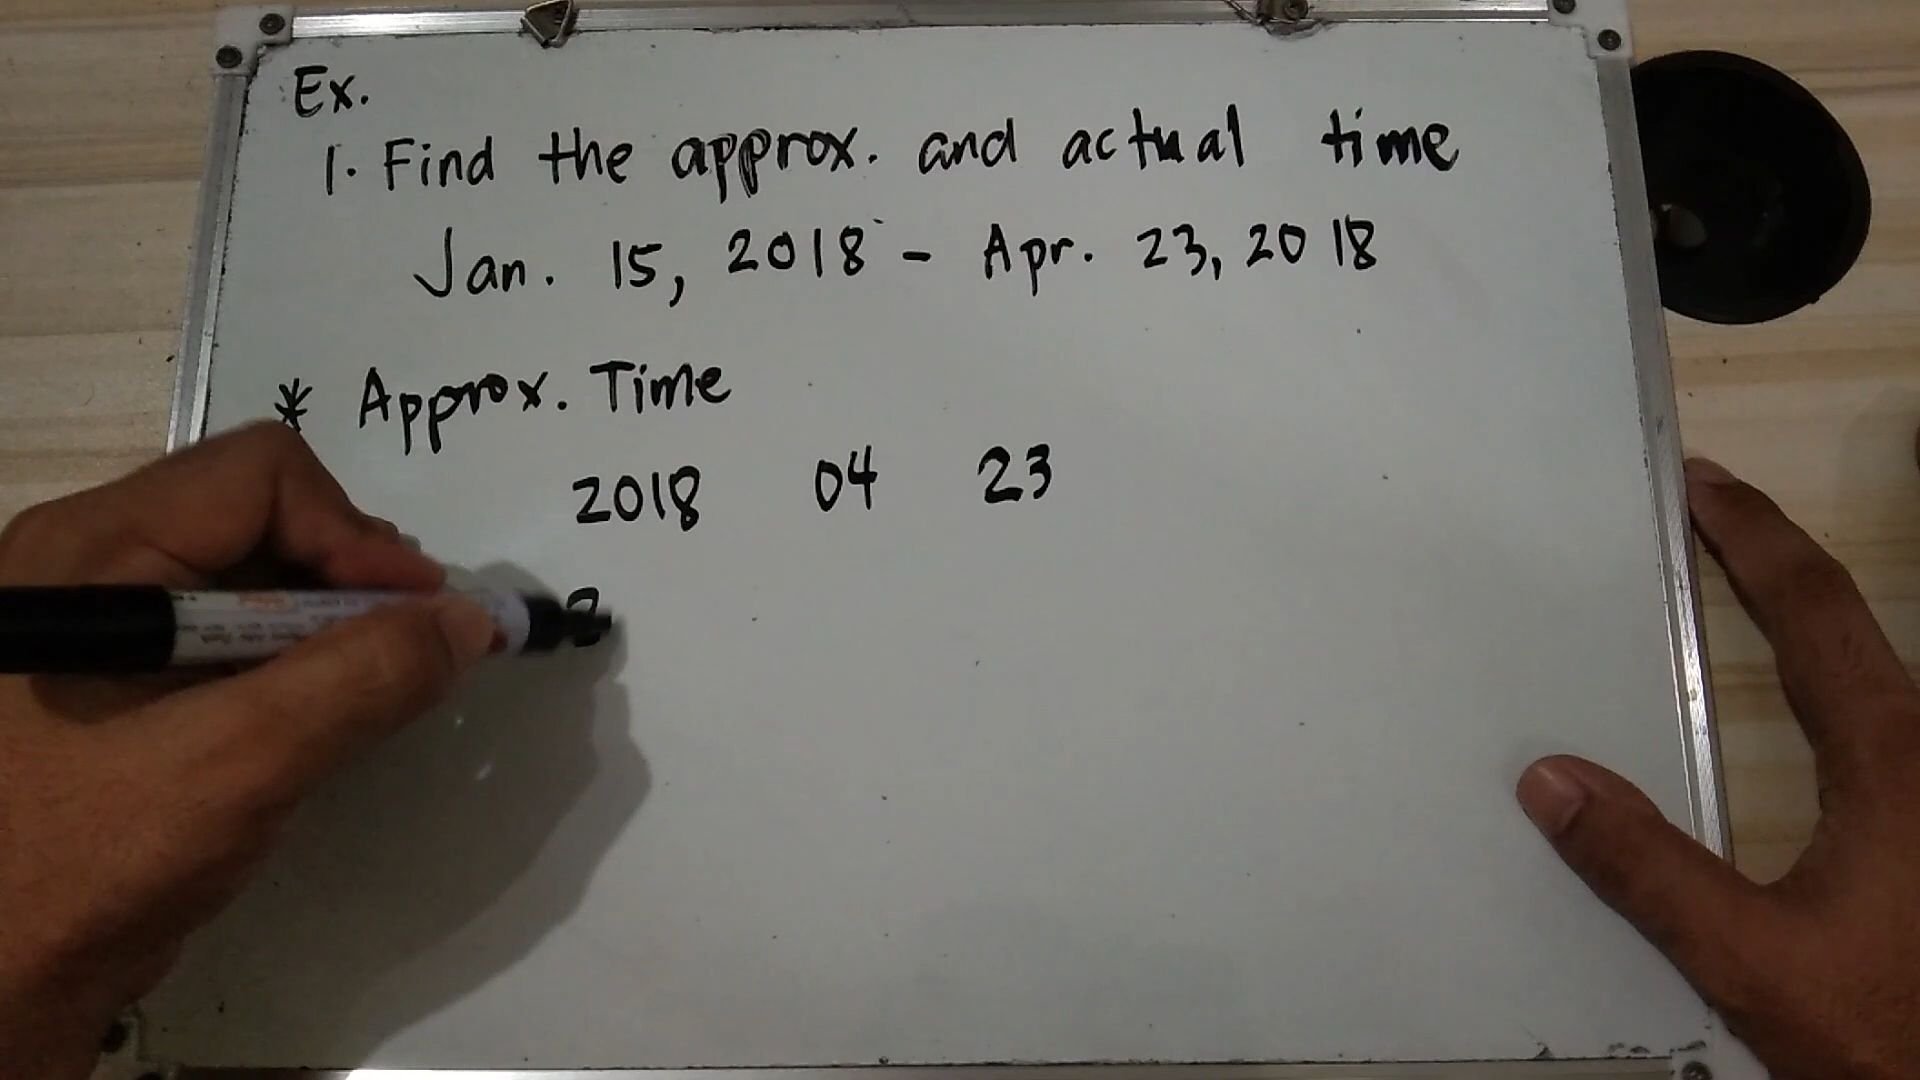 Ex.
1. Find the approx. and actual time
Jan. 15, 2018 - Apr. 23, 2018
* Approx. Time
2018 04 23
2